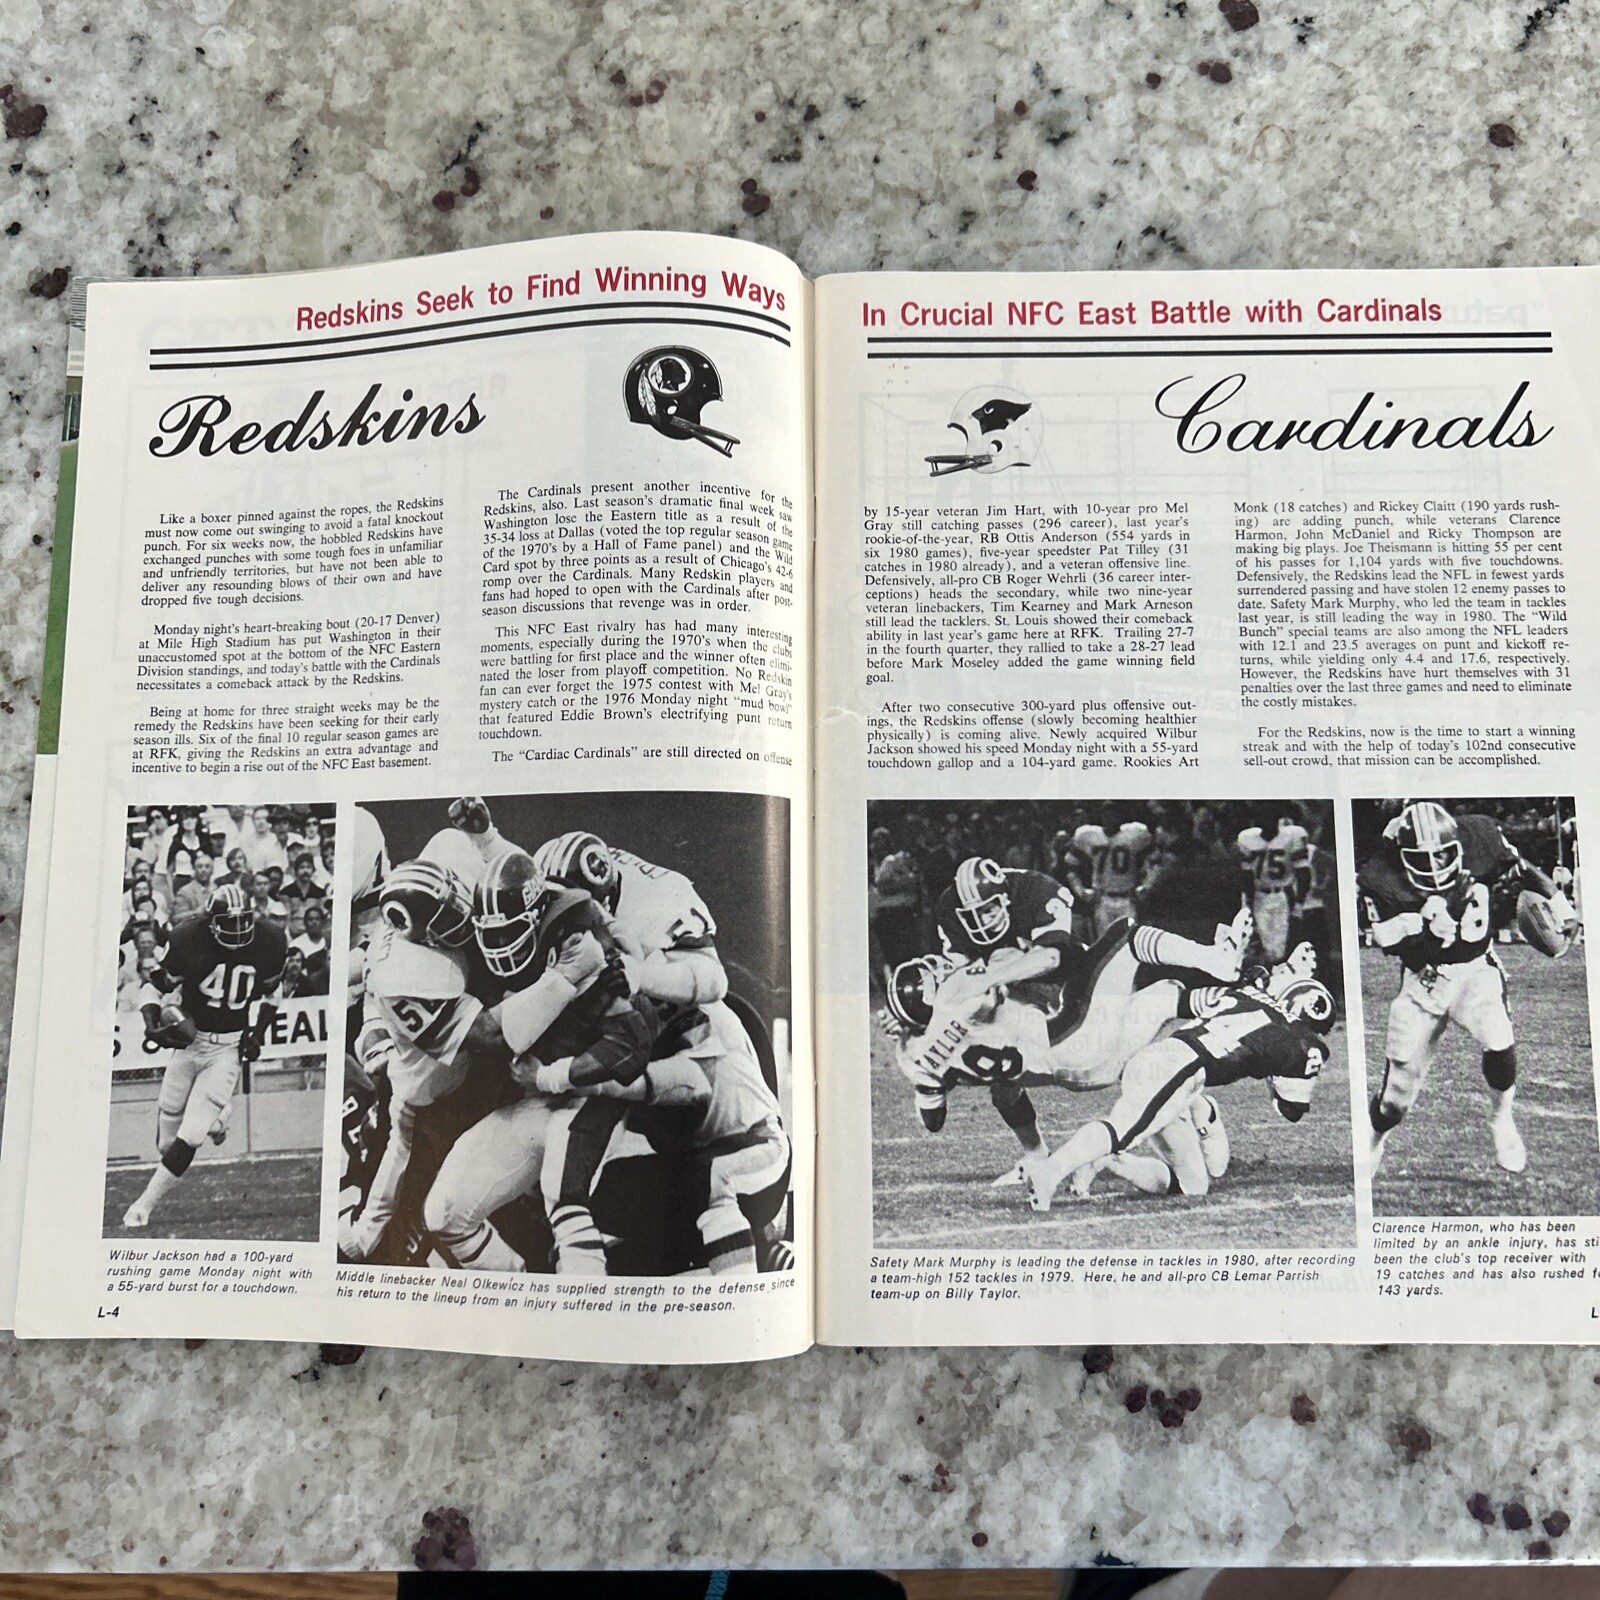 Redskins Seek to Find Winning Ways
Redskins
Like a boxer pinned against the ropes, the Redskins
must now come out swinging to avoid a fatal knockout
punch. For six weeks now, the hobbled Redskins have
exchanged punches with some tough foes in unfamiliar
and unfriendly territories, but have not been able to
deliver any resounding blows of their own and have
dropped five tough decisions.
Monday night's heart-breaking bout (20-17 Denver)
at Mile High Stadium has put Washington in their
unaccustomed spot at the bottom of the NFC Eastern
Division standings, and today's battle with the Cardinals
necessitates a comeback attack by the Redskins.
Being at home for three straight weeks may be the
remedy the Redskins have been seeking for their early
season ills. Six of the final 10 regular season games are
at RFK, giving the Redskins an extra advantage and
incentive to begin a rise out of the NFC East basement.
The Cardinals present another incentive for the
Redskins, also. Last season's dramatic final week saw
Washington lose the Eastern title as a result of the
35-34 loss at Dallas (voted the top regular season game
of the 1970's by a Hall of Fame panel) and the Wild
Card spot by three points as a result of Chicago's 42-6
romp over the Cardinals. Many Redskin players and
fans had hoped to open with the Cardinals after post-
season discussions that revenge was in order.
This NFC East rivalry has had many interesting
moments, especially during the 1970's when the clubs
were battling for first place and the winner often elimi-
nated the loser from playoff competition. No Redskin
fan can ever forget the 1975 contest with Mel Gray's
mystery catch or the 1976 Monday night "mud bowl"
that featured Eddie Brown's electrifying punt return
touchdown.
The "Cardiac Cardinals" are still directed on offense
40
EAL
51
Wilbur Jackson had a 100-yard
rushing game Monday night with
a 55-yard burst for a touchdown.
Middle linebacker Neal Olkewicz has supplied strength to the defense since
his return to the lineup from an injury suffered in the pre-season.
L-4
In Crucial NFC East Battle with Cardinals
Cardinals
by 15-year veteran Jim Hart, with 10-year pro Mel
Gray still catching passes (296 career), last year's
rookie-of-the-year, RB Ottis Anderson (554 yards in
six 1980 games), five-year speedster Pat Tilley (31
catches in 1980 already), and a veteran offensive line.
Defensively, all-pro CB Roger Wehrli (36 career inter-
ceptions) heads the secondary, while two nine-year
veteran linebackers, Tim Kearney and Mark Arneson
still lead the tacklers. St. Louis showed their comeback
ability in last year's game here at RFK. Trailing 27-7
in the fourth quarter, they rallied to take a 28-27 lead
before Mark Moseley added the game winning field
goal.
After two consecutive 300-yard plus offensive out-
ings, the Redskins offense (slowly becoming healthier
physically) is coming alive. Newly acquired Wilbur
Jackson showed his speed Monday night with a 55-yard
touchdown gallop and a 104-yard game. Rookies Art
Monk (18 catches) and Rickey Claitt (190 yards rush-
ing) are adding punch, while veterans Clarence
Harmon, John McDaniel and Ricky Thompson are
making big plays. Joe Theismann is hitting 55 per cent
of his passes for 1,104 yards with five touchdowns.
Defensively, the Redskins lead the NFL in fewest yards
surrendered passing and have stolen 12 enemy passes to
date. Safety Mark Murphy, who led the team in tackles
last year, is still leading the way in 1980. The "Wild
Bunch" special teams are also among the NFL leaders
with 12.1 and 23.5 averages on punt and kickoff re-
turns, while yielding only 4.4 and 17.6, respectively.
However, the Redskins have hurt themselves with 31
penalties over the last three games and need to eliminate
the costly mistakes.
For the Redskins, now is the time to start a winning
streak and with the help of today's 102nd consecutive
sell-out crowd, that mission can be accomplished.
70
75
TAYLOR
8
Safety Mark Murphy is leading the defense in tackles in 1980, after recording
a team-high 152 tackles in 1979. Here, he and all-pro CB Lemar Parrish
team-up on Billy Taylor.
Clarence Harmon, who has been
limited by an ankle injury, has sti
been the club's top receiver with
19 catches and has also rushed f
143 yards.
L